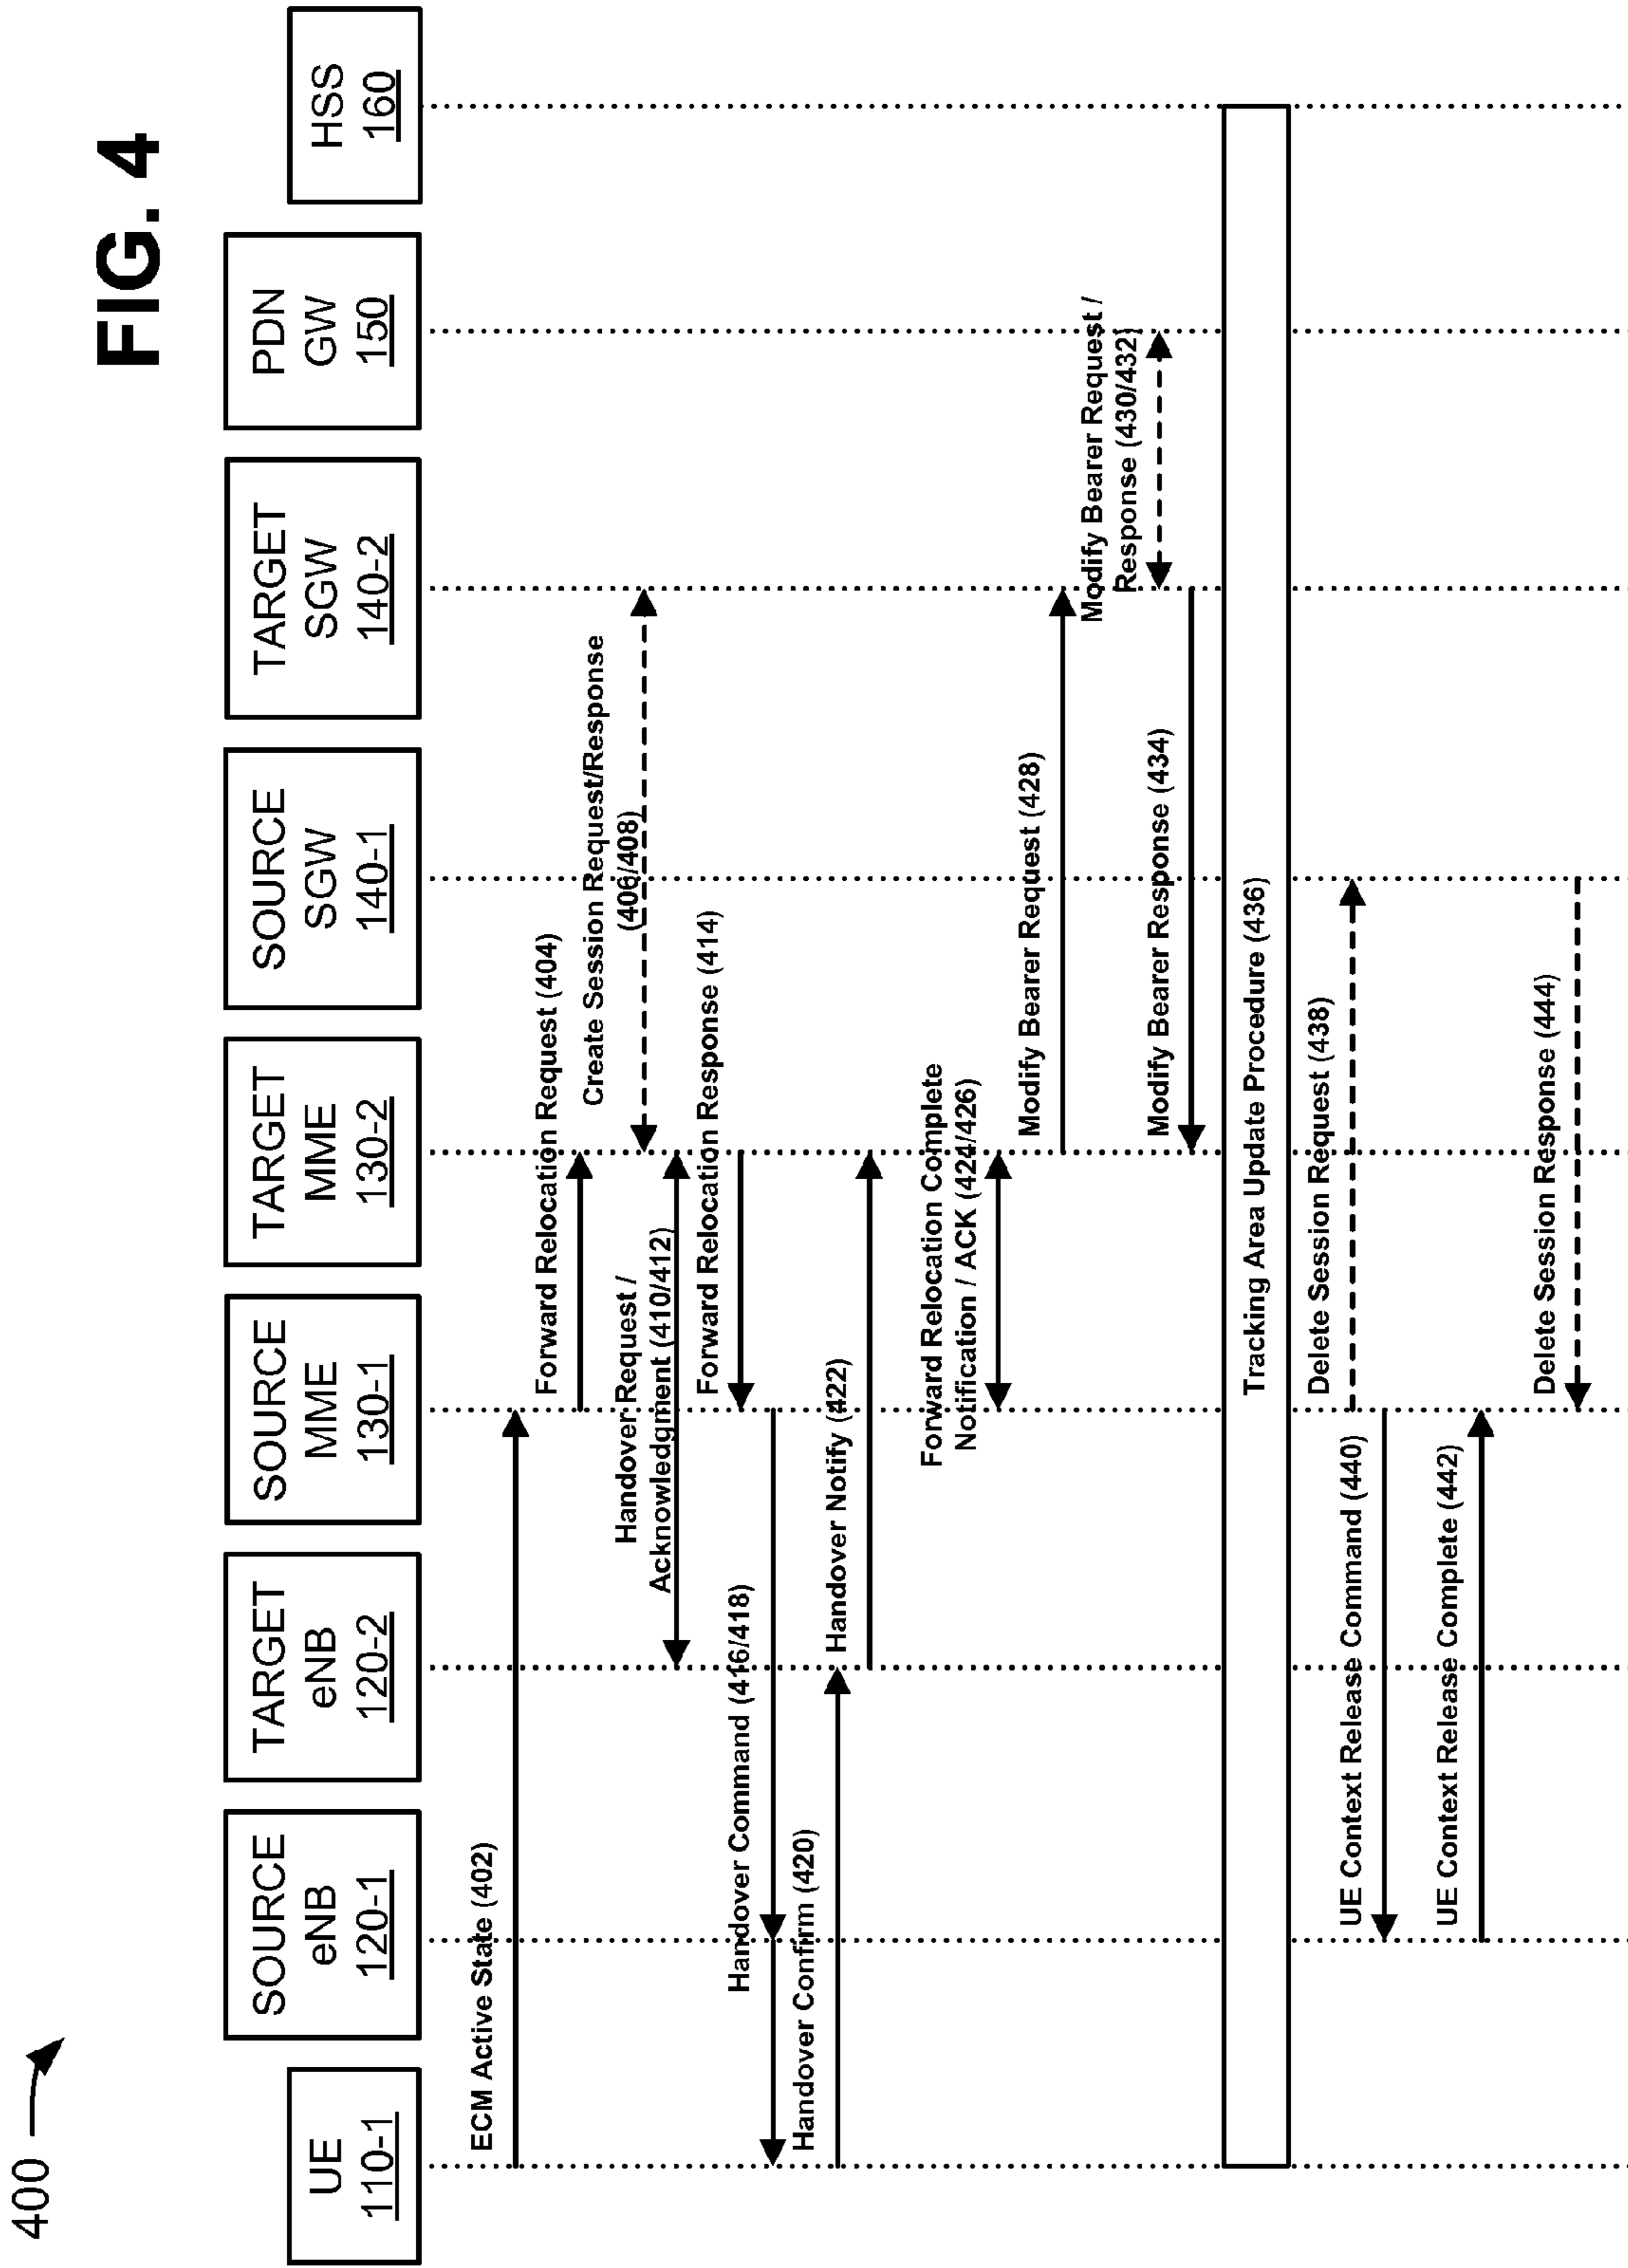 400
FIG. 4
UE
110-1
SOURCE
eNB
120-1
TARGET
eNB
120-2
SOURCE
MME
130-1
TARGET
MME
130-2
SOURCE
SGW
140-1
TARGET
SGW
140-2
PDN
GW
150
HSS
160
ECM Active State (402)
Forward Relocation Request (404)
Create Session Request/Response
(406/408)
Handover Request /
Acknowledgment (410/412)
Forward Relocation Response (414)
Handover Command (416/418)
Handover Confirm (420)
Handover Notify (422)
Forward Relocation Complete
Notification / ACK (424/426)
Modify Bearer Request (428)
Modify Bearer Request /
Response (430/432)
Modify Bearer Response (434)
Tracking Area Update Procedure (436)
Delete Session Request (438)
UE Context Release Command (440)
UE Context Release Complete (442)
Delete Session Response (444)